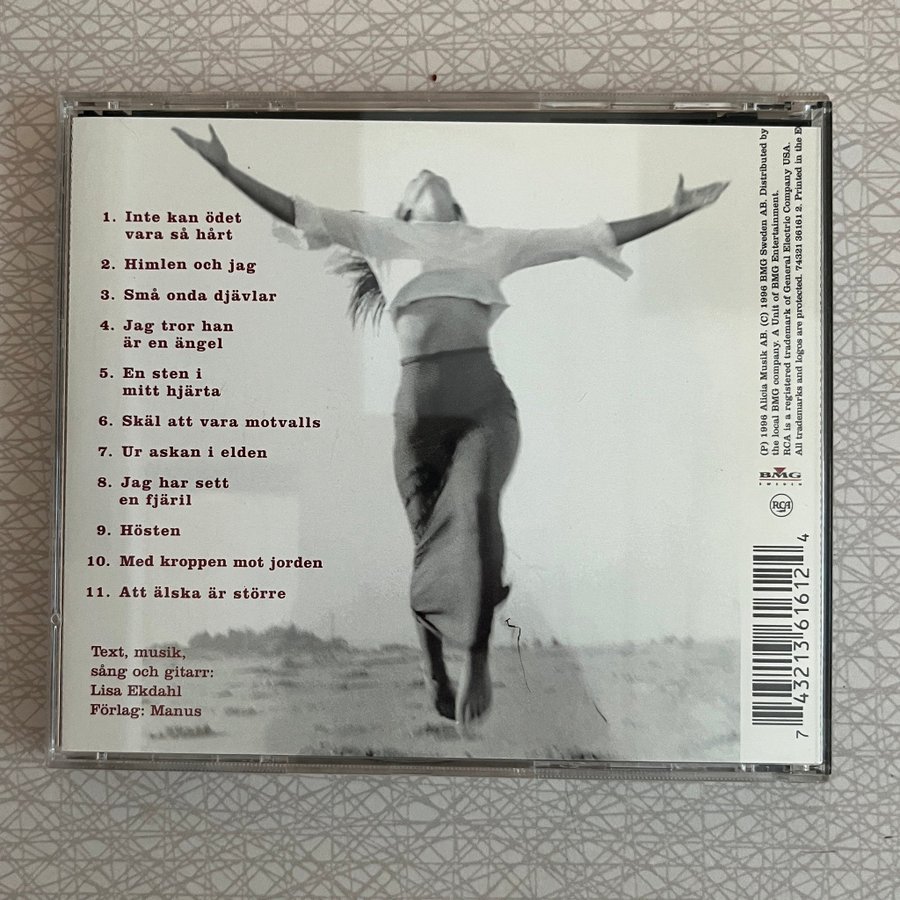 1. Inte kan ödet
vara så hårt
2. Himlen och jag
3. Små onda djävlar
4. Jag tror han
är en ängel
5. En sten i
mitt hjärta
6. Skäl att vara motvalls
7. Ur askan i elden
8. Jag har sett
en fjäril
9. Hösten
10. Med kroppen mot jorden
11. Att älska är större
Text, musik,
sång och gitarr:
Lisa Ekdahl
Förlag: Manus
(P) 1996 Alicia Musik AB. (C) 1996 BMG Sweden AB. Distributed by
the local BMG company. A Unit of BMG Entertainment.
RCA is a registered trademark of General Electric Company USA.
All trademarks and logos are protected. 74321 36161 2. Printed in the E
BMG
SWEDEN
RCA
7 43213 61612 4